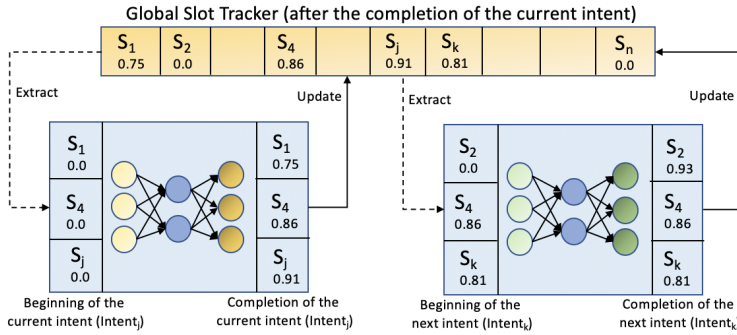 Global Slot Tracker (after the completion of the current intent)
S1 S2 S4 Sj Sk Sn
0.75 0.0 0.86 0.91 0.81 0.0
Extract
Update
Extract
Update
S1
0.0
S4
0.0
Sj
0.0
S1
0.75
S4
0.86
Sj
0.91
S2
0.0
S4
0.86
Sk
0.81
S2
0.93
S4
0.86
Sk
0.81
Beginning of the
current intent (Intentj)
Completion of the
current intent (Intentj)
Beginning of the
next intent (Intentk)
Completion of the
next intent (Intentk